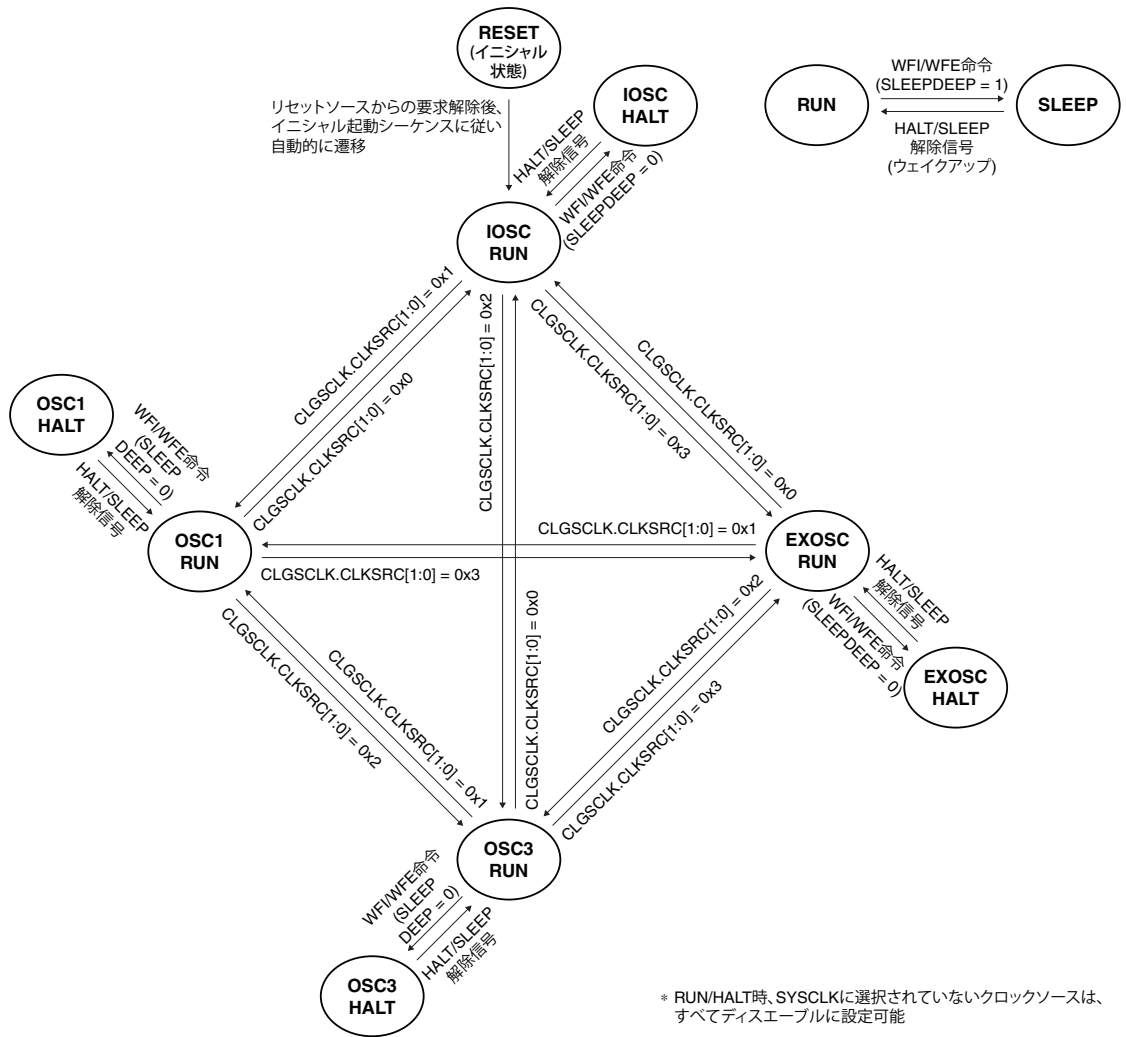 RESET
(イニシャル
状態)
リセットソースからの要求解除後、
イニシャル起動シーケンスに従い
自動的に遷移
IOSC
HALT
HALT/SLEEP
解除信号
WFI/WFE命令
(SLEEPDEEP = 0)
RUN
WFI/WFE命令
(SLEEPDEEP = 1)
SLEEP
HALT/SLEEP
解除信号
(ウェイクアップ)
IOSC
RUN
CLGSCLK.CLKSRC[1:0] = 0x1
CLGSCLK.CLKSRC[1:0] = 0x0
CLGSCLK.CLKSRC[1:0] = 0x2
CLGSCLK.CLKSRC[1:0] = 0x0
CLGSCLK.CLKSRC[1:0] = 0x3
CLGSCLK.CLKSRC[1:0] = 0x0
OSC1
HALT
WFI/WFE命令
(SLEEP
DEEP = 0)
HALT/SLEEP
解除信号
OSC1
RUN
CLGSCLK.CLKSRC[1:0] = 0x1
CLGSCLK.CLKSRC[1:0] = 0x3
EXOSC
RUN
HALT/SLEEP
解除信号
WFI/WFE命令
(SLEEPDEEP = 0)
EXOSC
HALT
CLGSCLK.CLKSRC[1:0] = 0x2
CLGSCLK.CLKSRC[1:0] = 0x1
CLGSCLK.CLKSRC[1:0] = 0x2
CLGSCLK.CLKSRC[1:0] = 0x3
OSC3
RUN
WFI/WFE命令
(SLEEP
DEEP = 0)
HALT/SLEEP
解除信号
OSC3
HALT
* RUN/HALT時、SYSCLKに選択されていないクロックソースは、
すべてディスエーブルに設定可能